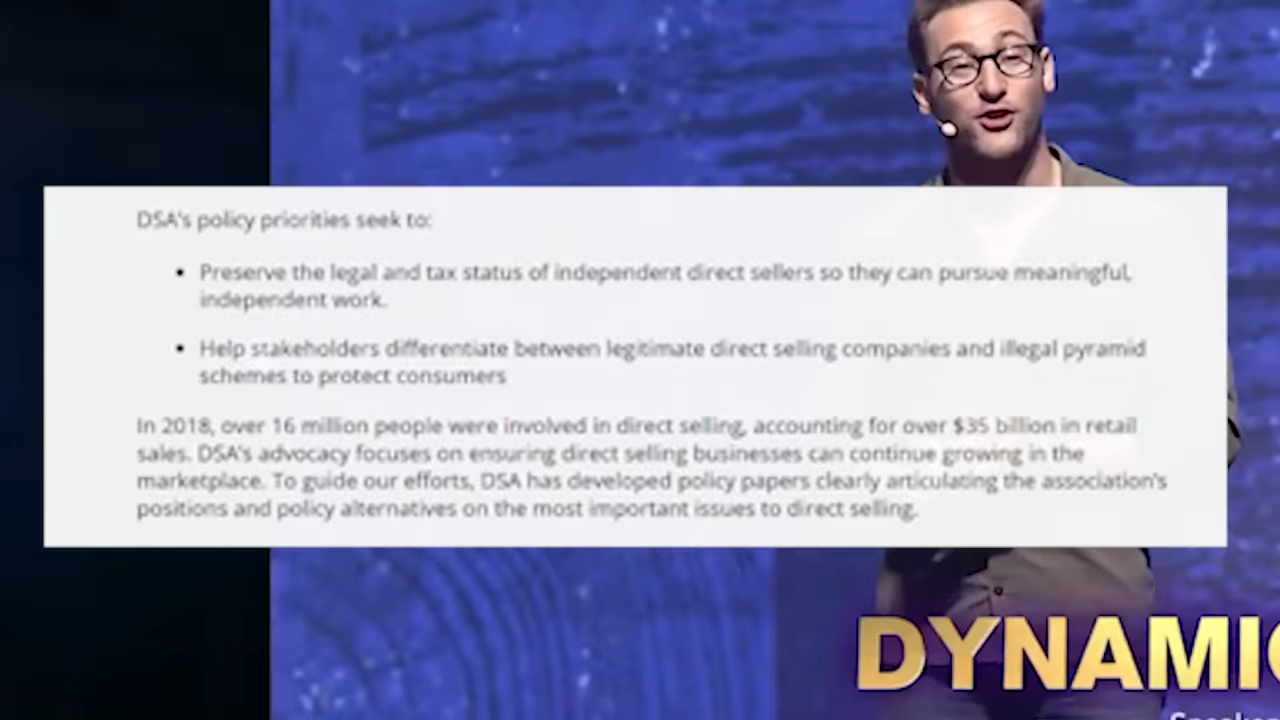 DSA's policy priorities seek to:
• Preserve the legal and tax status of independent direct sellers so they can pursue meaningful,
independent work.
• Help stakeholders differentiate between legitimate direct selling companies and illegal pyramid
schemes to protect consumers
In 2018, over 16 million people were involved in direct selling, accounting for over $35 billion in retail
sales. DSA's advocacy focuses on ensuring direct selling businesses can continue growing in the
marketplace. To guide our efforts, DSA has developed policy papers clearly articulating the association's
positions and policy alternatives on the most important issues to direct selling.
DYNAMIC